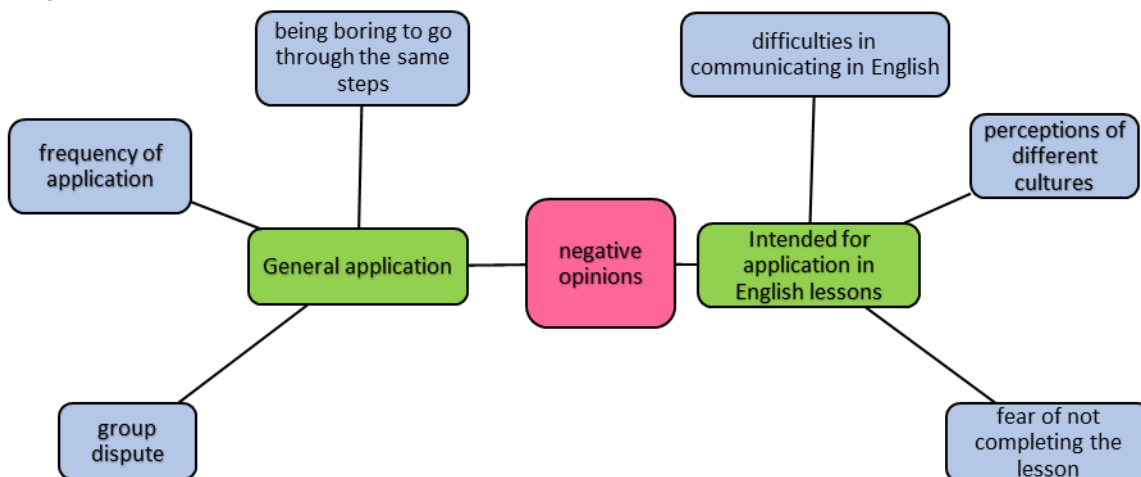 being boring to go
through the same
steps
difficulties in
communicating in English
frequency of
application
perceptions of
different
cultures
General application
negative
opinions
Intended for
application in
English lessons
group
dispute
fear of not
completing the
lesson